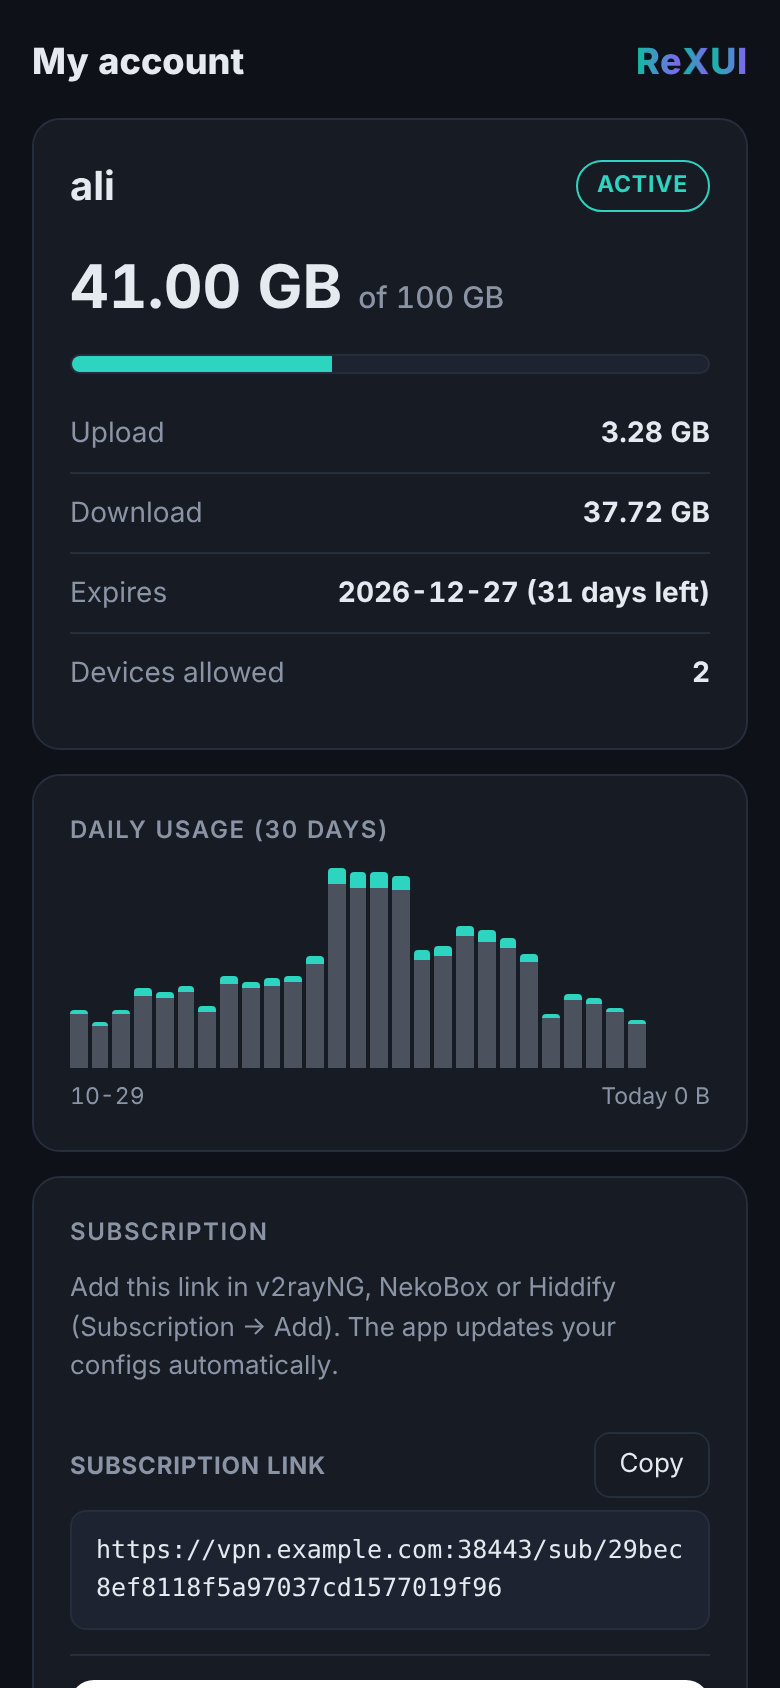 My account
ReXUI
ali
ACTIVE
41.00 GB of 100 GB
Upload
3.28 GB
Download
37.72 GB
Expires
2026-12-27 (31 days left)
Devices allowed
2
DAILY USAGE (30 DAYS)
10-29
Today 0 B
SUBSCRIPTION
Add this link in v2rayNG, NekoBox or Hiddify
(Subscription → Add). The app updates your
configs automatically.
SUBSCRIPTION LINK
Copy
https://vpn.example.com:38443/sub/29bec
8ef8118f5a97037cd1577019f96